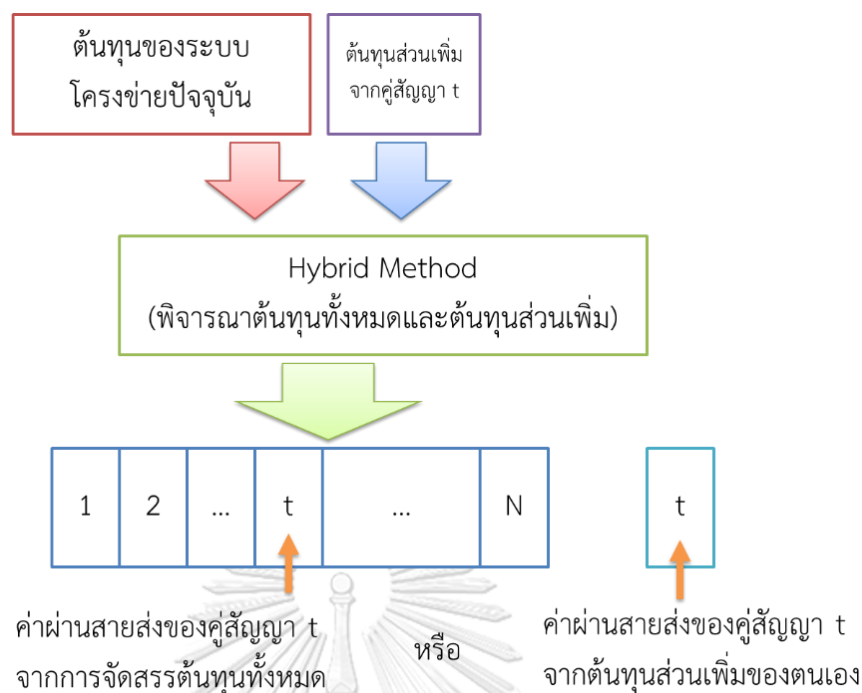 ต้นทุนของระบบ
โครงข่ายปัจจุบัน
ต้นทุนส่วนเพิ่ม
จากคู่สัญญา t
Hybrid Method
(พิจารณาต้นทุนทั้งหมดและต้นทุนส่วนเพิ่ม)
1 2 ... t ... N
t
ค่าผ่านสายส่งของคู่สัญญา t
จากการจัดสรรต้นทุนทั้งหมด
หรือ
ค่าผ่านสายส่งของคู่สัญญา t
จากต้นทุนส่วนเพิ่มของตนเอง